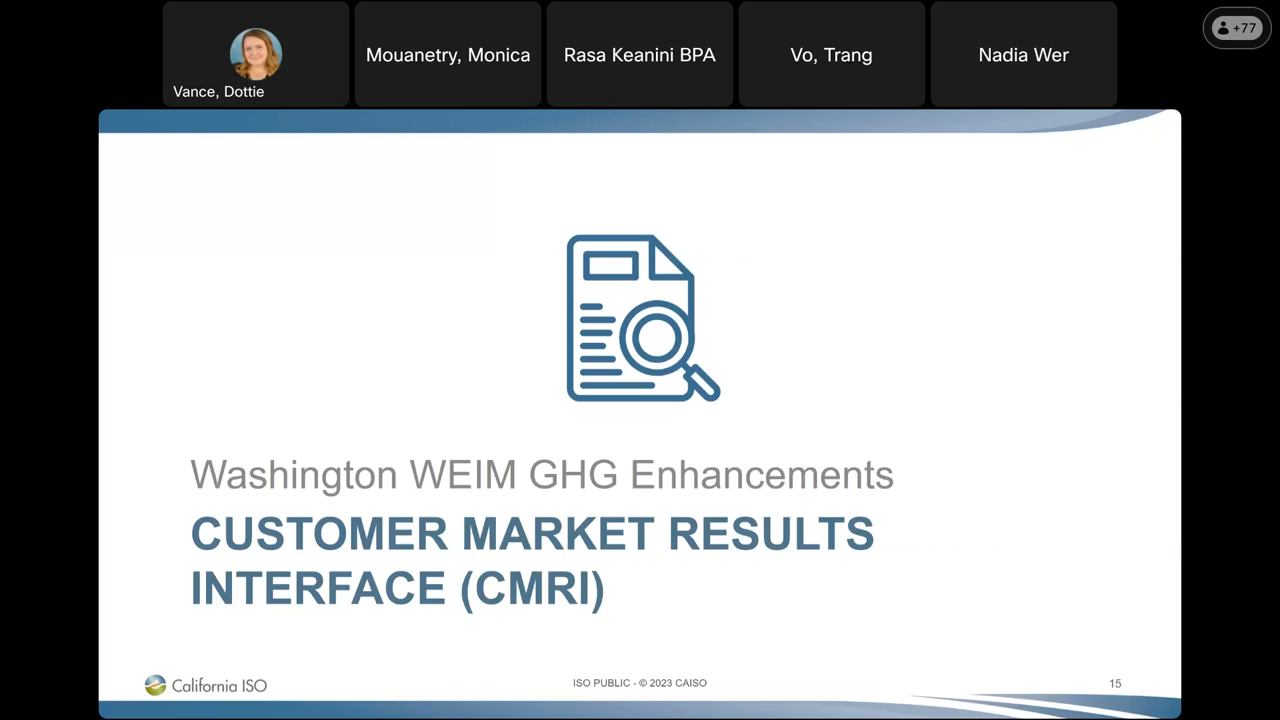 Vance, Dottie
Mouanetry, Monica
Rasa Keanini BPA
Vo, Trang
Nadia Wer
+77
Washington WEIM GHG Enhancements
CUSTOMER MARKET RESULTS
INTERFACE (CMRI)
California ISO
ISO PUBLIC - © 2023 CAISO
15